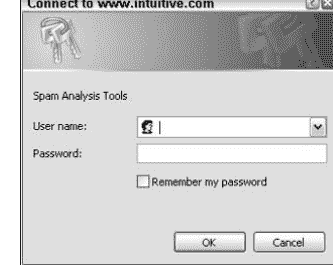 Connect to www.intuitive.com
Spam Analysis Tools
User name:
Password:
Remember my password
OK Cancel